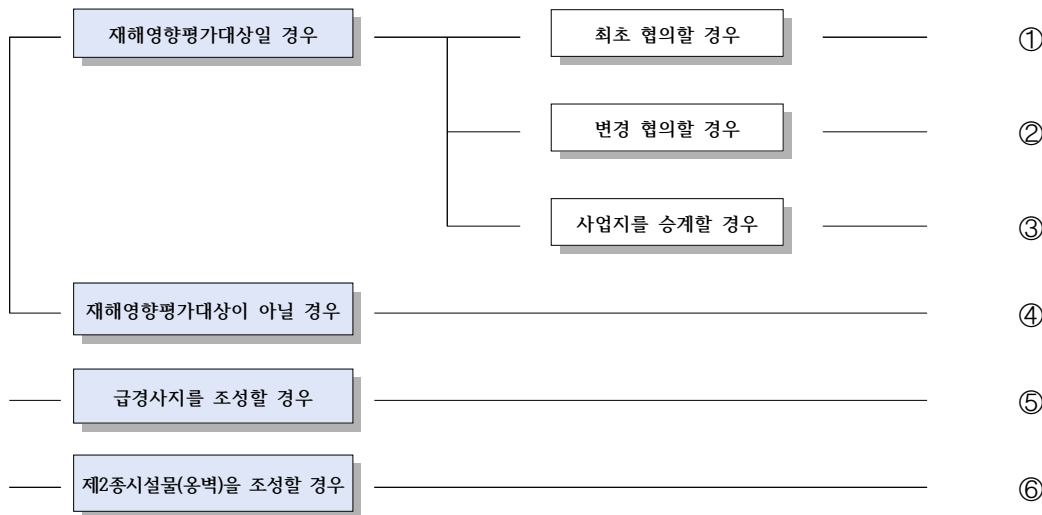 재해영향평가대상일 경우
최초 협의할 경우
①
변경 협의할 경우
②
사업지를 승계할 경우
③
재해영향평가대상이 아닐 경우
④
급경사지를 조성할 경우
⑤
제2종시설물(옹벽)을 조성할 경우
⑥